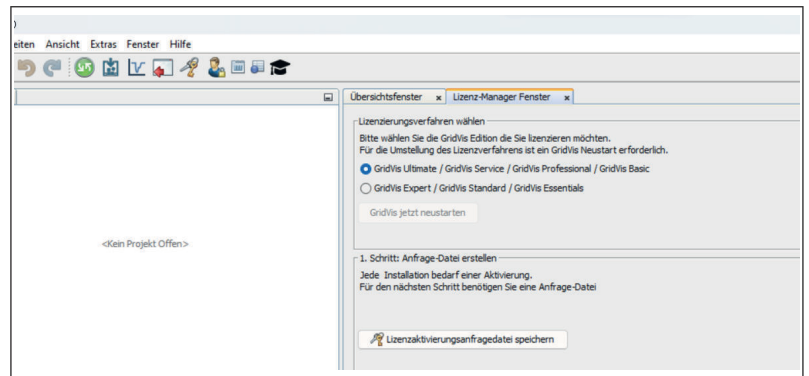 )
eiten Ansicht Extras Fenster Hilfe
Übersichtsfenster x Lizenz-Manager Fenster x
Lizenzierungsverfahren wählen
Bitte wählen Sie die GridVis Edition die Sie lizenzieren möchten.
Für die Umstellung des Lizenzverfahrens ist ein GridVis Neustart erforderlich.
GridVis Ultimate / GridVis Service / GridVis Professional / GridVis Basic
GridVis Expert / GridVis Standard / GridVis Essentials
GridVis jetzt neustarten
<Kein Projekt Offen>
1. Schritt: Anfrage-Datei erstellen
Jede Installation bedarf einer Aktivierung.
Für den nächsten Schritt benötigen Sie eine Anfrage-Datei
Lizenzaktivierungsanfragedatei speichern